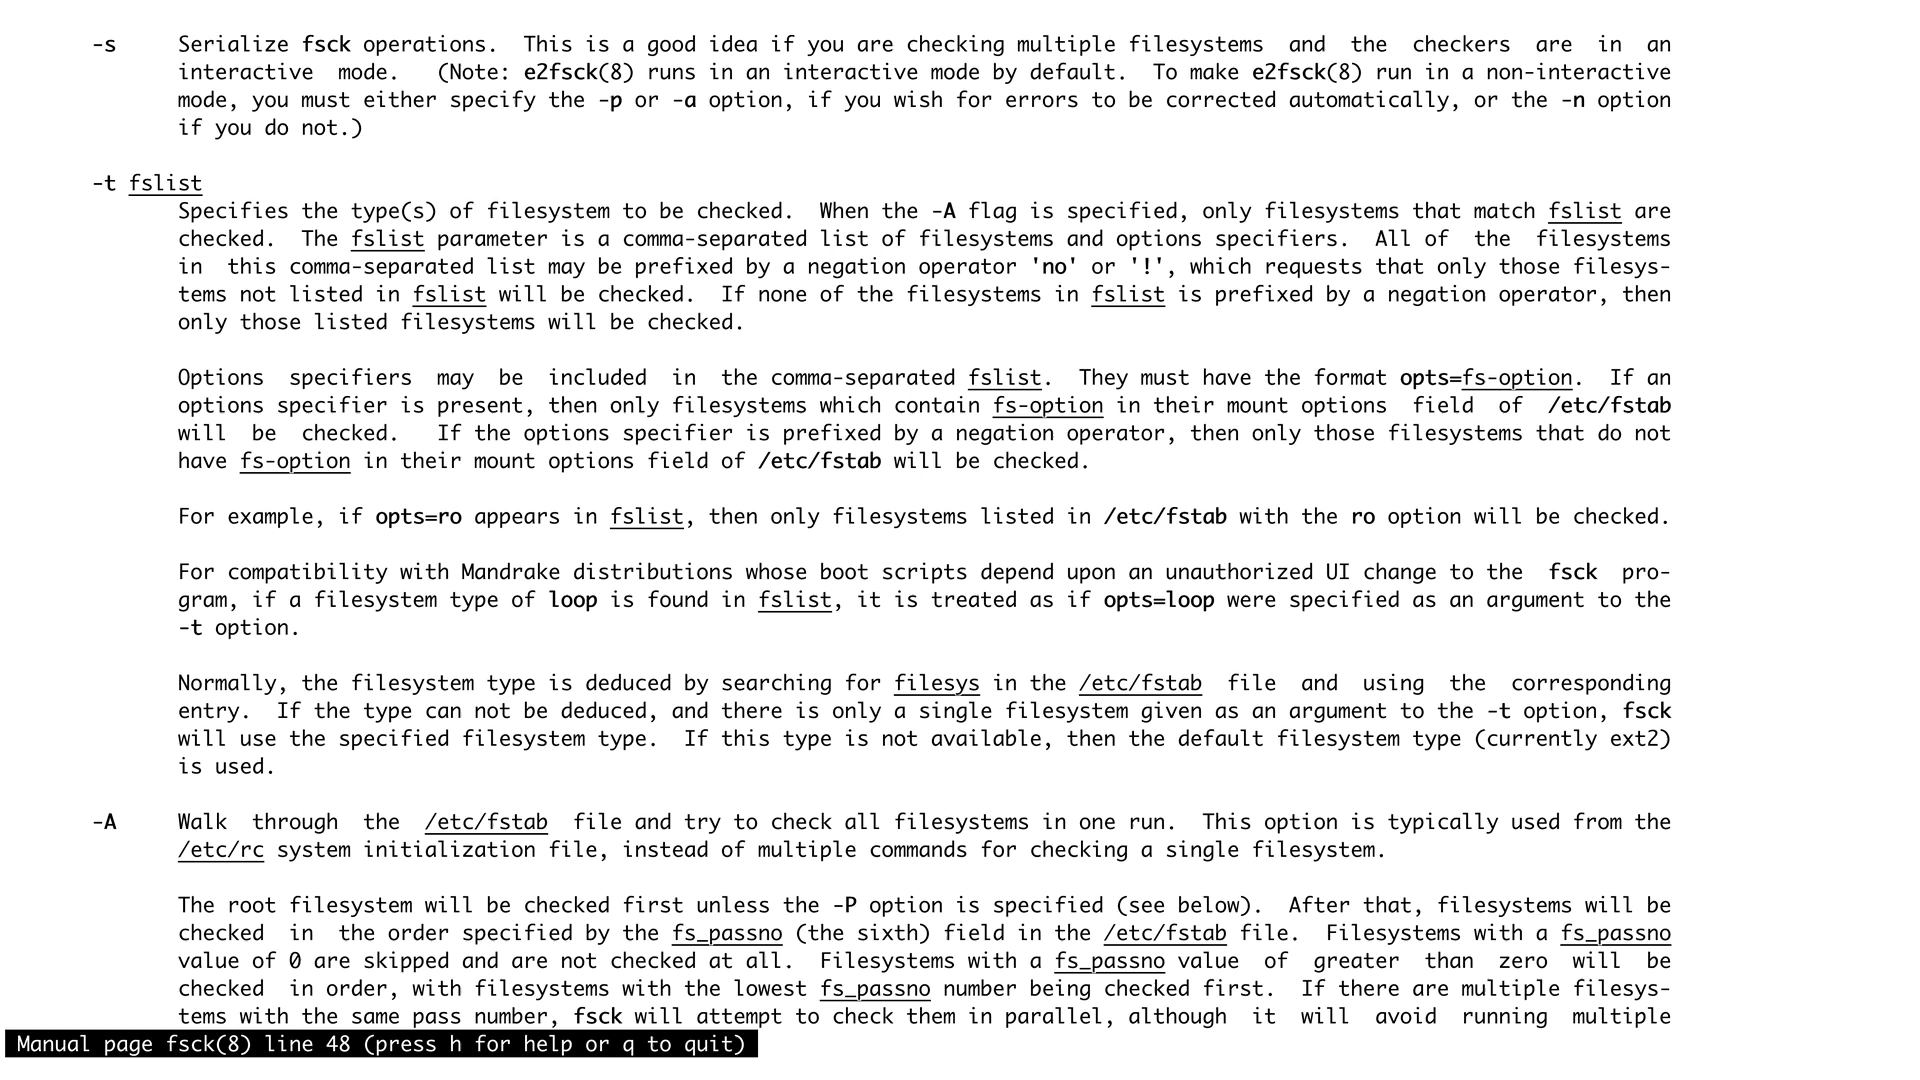 -s     Serialize fsck operations.  This is a good idea if you are checking multiple filesystems  and  the  checkers  are  in  an
interactive  mode.   (Note: e2fsck(8) runs in an interactive mode by default.  To make e2fsck(8) run in a non-interactive
mode, you must either specify the -p or -a option, if you wish for errors to be corrected automatically, or the -n option
if you do not.)
-t fslist
Specifies the type(s) of filesystem to be checked.  When the -A flag is specified, only filesystems that match fslist are
checked.  The fslist parameter is a comma-separated list of filesystems and options specifiers.  All of  the  filesystems
in  this comma-separated list may be prefixed by a negation operator 'no' or '!', which requests that only those filesys-
tems not listed in fslist will be checked.  If none of the filesystems in fslist is prefixed by a negation operator, then
only those listed filesystems will be checked.
Options  specifiers  may  be  included  in  the comma-separated fslist.  They must have the format opts=fs-option.  If an
options specifier is present, then only filesystems which contain fs-option in their mount options  field  of  /etc/fstab
will  be  checked.   If the options specifier is prefixed by a negation operator, then only those filesystems that do not
have fs-option in their mount options field of /etc/fstab will be checked.
For example, if opts=ro appears in fslist, then only filesystems listed in /etc/fstab with the ro option will be checked.
For compatibility with Mandrake distributions whose boot scripts depend upon an unauthorized UI change to the  fsck  pro-
gram, if a filesystem type of loop is found in fslist, it is treated as if opts=loop were specified as an argument to the
-t option.
Normally, the filesystem type is deduced by searching for filesys in the /etc/fstab  file  and  using  the  corresponding
entry.  If the type can not be deduced, and there is only a single filesystem given as an argument to the -t option, fsck
will use the specified filesystem type.  If this type is not available, then the default filesystem type (currently ext2)
is used.
-A     Walk  through  the  /etc/fstab  file and try to check all filesystems in one run.  This option is typically used from the
/etc/rc system initialization file, instead of multiple commands for checking a single filesystem.
The root filesystem will be checked first unless the -P option is specified (see below).  After that, filesystems will be
checked  in  the order specified by the fs_passno (the sixth) field in the /etc/fstab file.  Filesystems with a fs_passno
value of 0 are skipped and are not checked at all.  Filesystems with a fs_passno value  of  greater  than  zero  will  be
checked  in order, with filesystems with the lowest fs_passno number being checked first.  If there are multiple filesys-
tems with the same pass number, fsck will attempt to check them in parallel, although  it  will  avoid  running  multiple
Manual page fsck(8) line 48 (press h for help or q to quit)